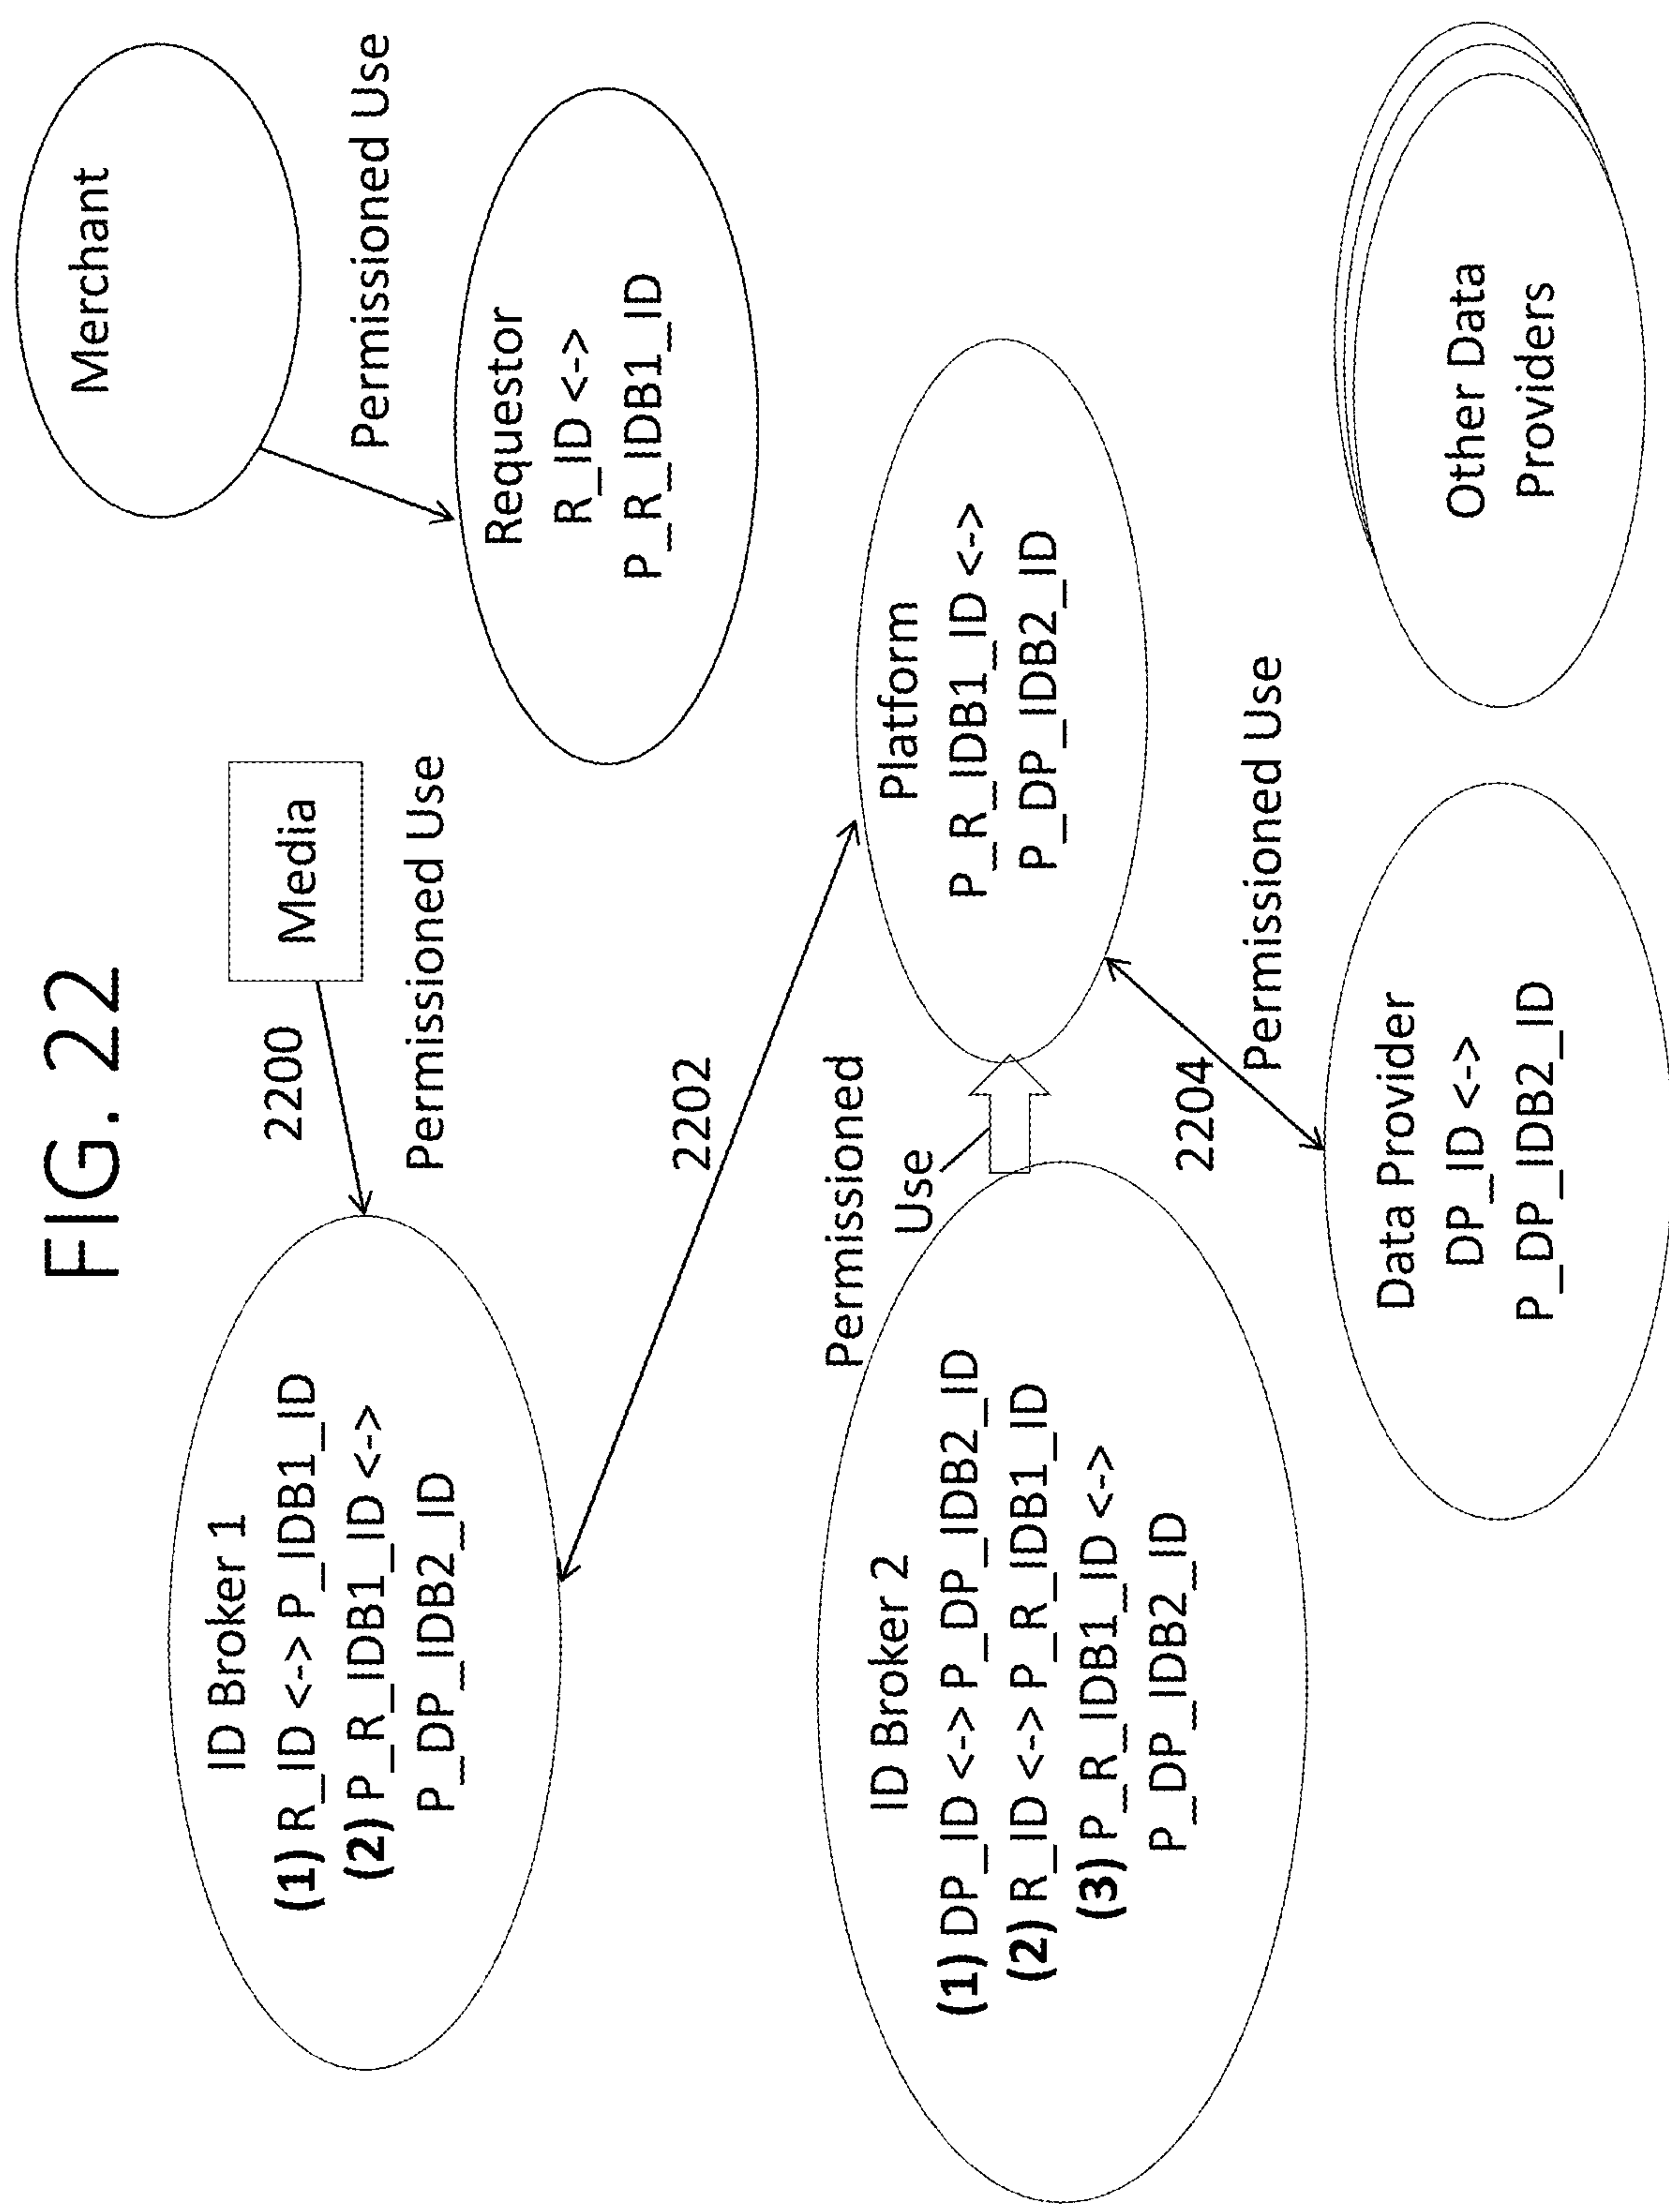 FIG. 22
Merchant
Media
2200
Permissioned Use
Permissioned Use
ID Broker 1
(1) R_ID <-> P_IDB1_ID
(2) P_R_IDB1_ID <->
P_DP_IDB2_ID
Requestor
R_ID <->
P_R_IDB1_ID
2202
Permissioned
Use
ID Broker 2
(1) DP_ID <-> P_DP_IDB2_ID
(2) R_ID <-> P_R_IDB1_ID
(3) P_R_IDB1_ID <->
P_DP_IDB2_ID
Platform
P_R_IDB1_ID <->
P_DP_IDB2_ID
2204
Permissioned Use
Data Provider
DP_ID <->
P_DP_IDB2_ID
Other Data
Providers